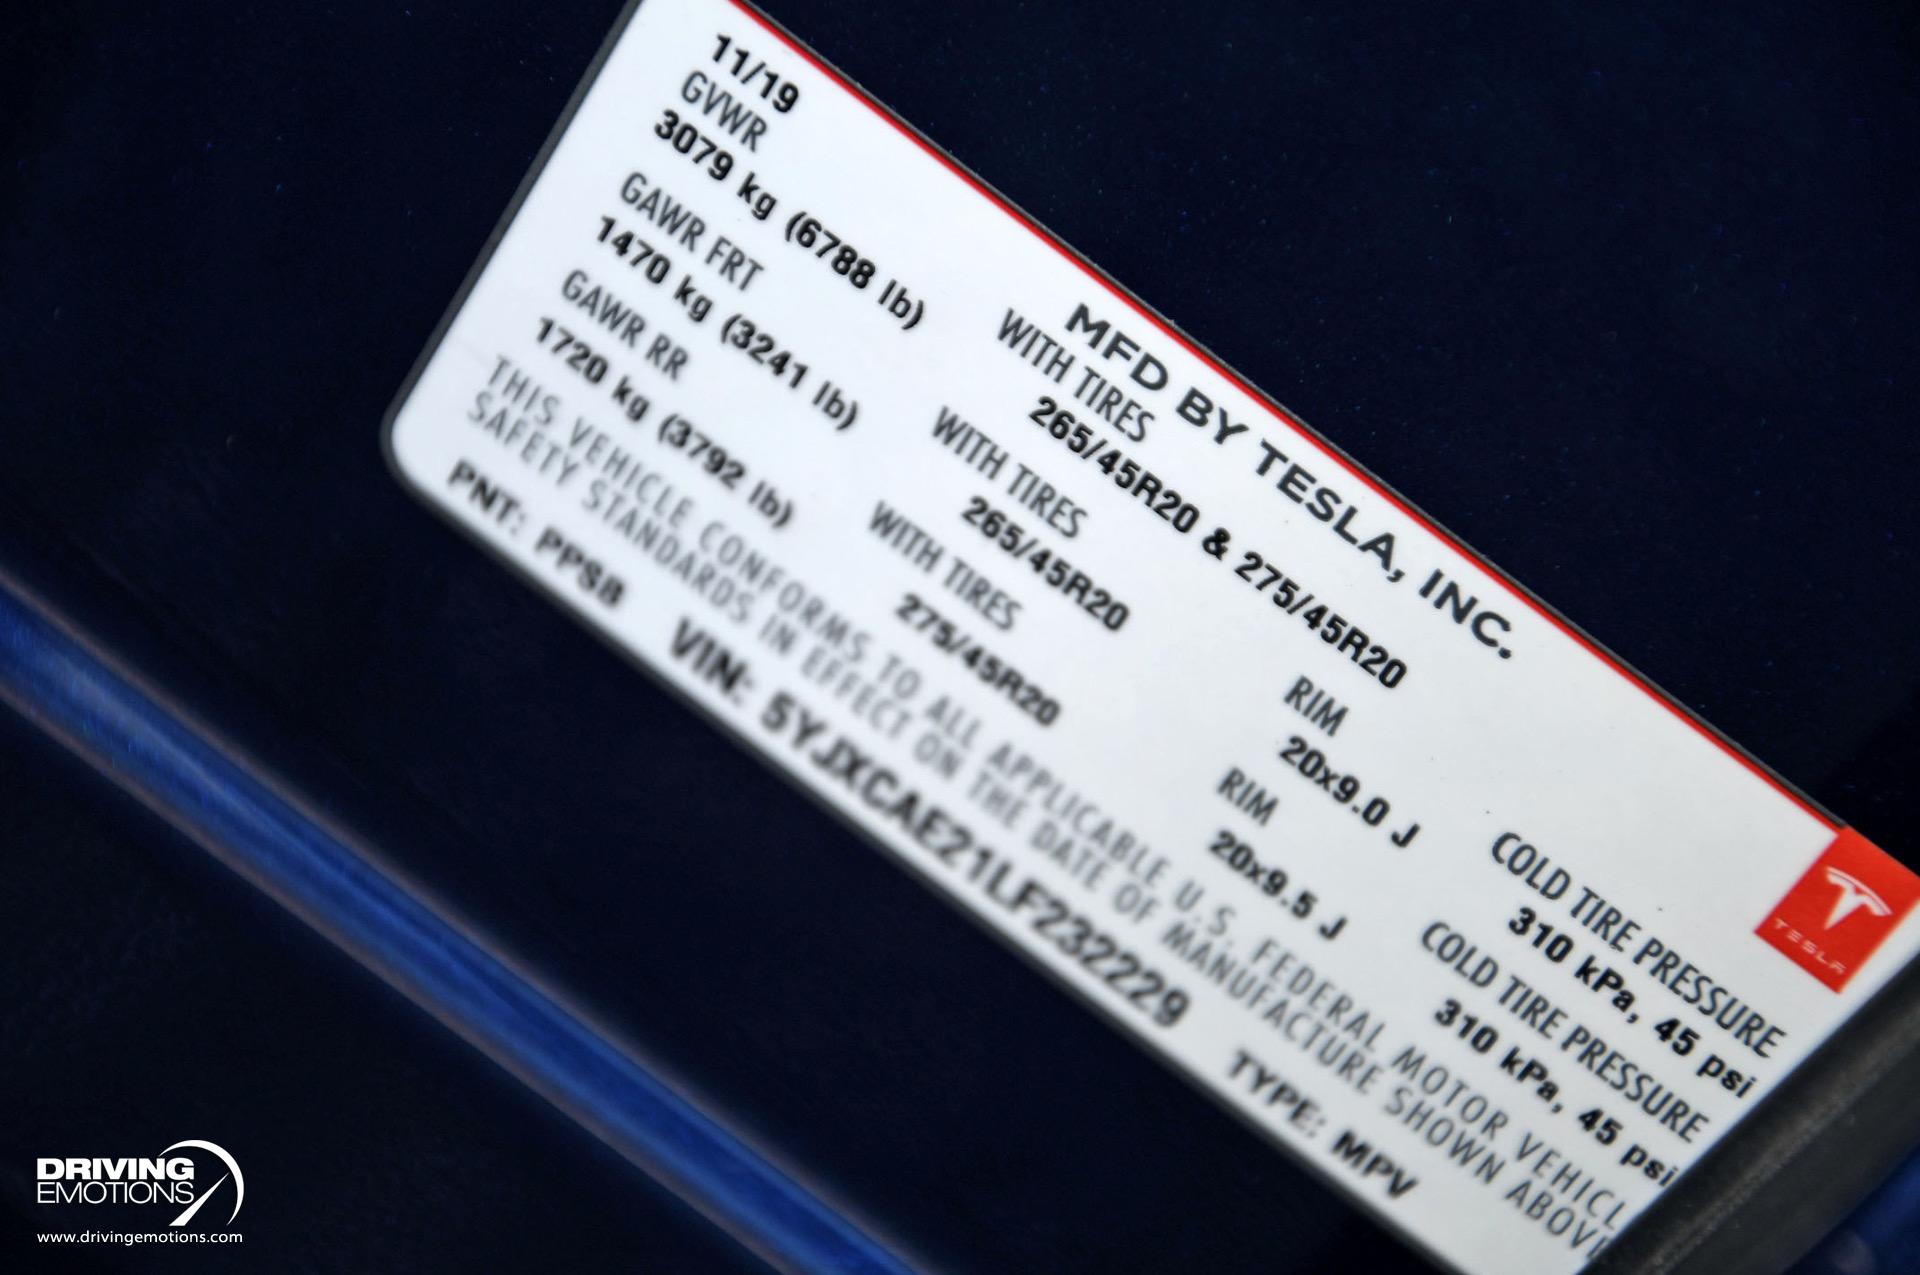 MFD BY TESLA, INC.
11/19
GVWR
3079 kg (6788 lb)
WITH TIRES
265/45R20 & 275/45R20
GAWR FRT
1470 kg (3241 lb)
WITH TIRES
265/45R20
RIM
20x9.0 J
COLD TIRE PRESSURE
310 kPa, 45 psi
GAWR RR
1720 kg (3792 lb)
WITH TIRES
275/45R20
RIM
20x9.5 J
COLD TIRE PRESSURE
310 kPa, 45 psi
THIS VEHICLE CONFORMS TO ALL APPLICABLE U.S. FEDERAL MOTOR VEHICL
SAFETY STANDARDS IN EFFECT ON THE DATE OF MANUFACTURE SHOWN ABOVE
PNT: PPSB VIN: 5YJXCAE21LF232229 TYPE: MPV
TESLA
DRIVING
EMOTIONS
www.drivingemotions.com